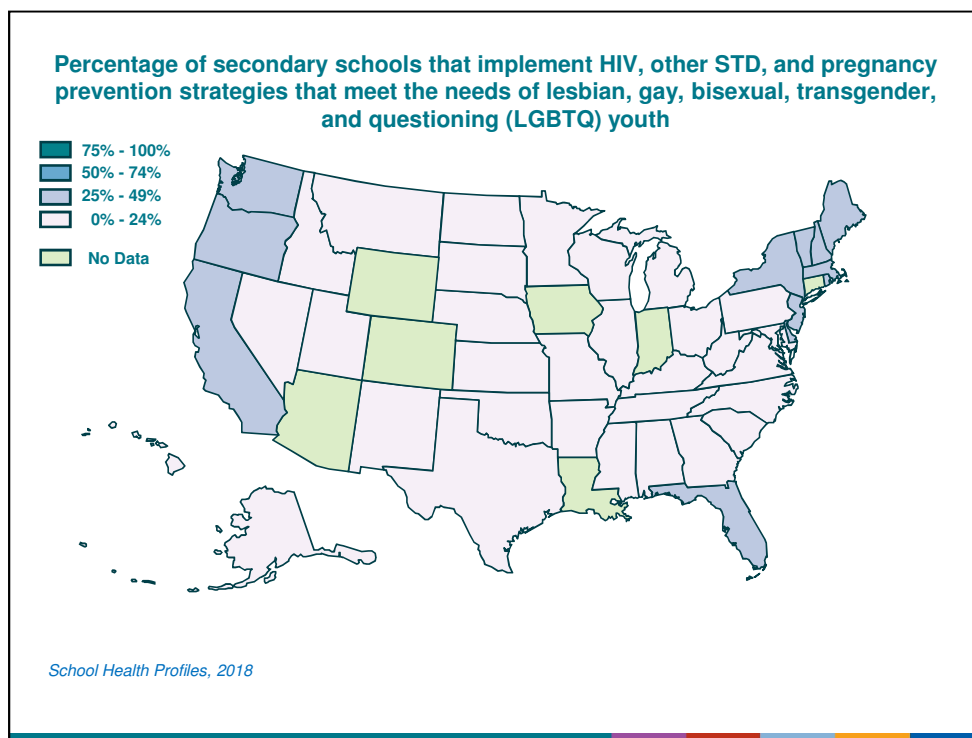 Percentage of secondary schools that implement HIV, other STD, and pregnancy
prevention strategies that meet the needs of lesbian, gay, bisexual, transgender,
and questioning (LGBTQ) youth
75% - 100%
50% - 74%
25% - 49%
0% - 24%
No Data
School Health Profiles, 2018